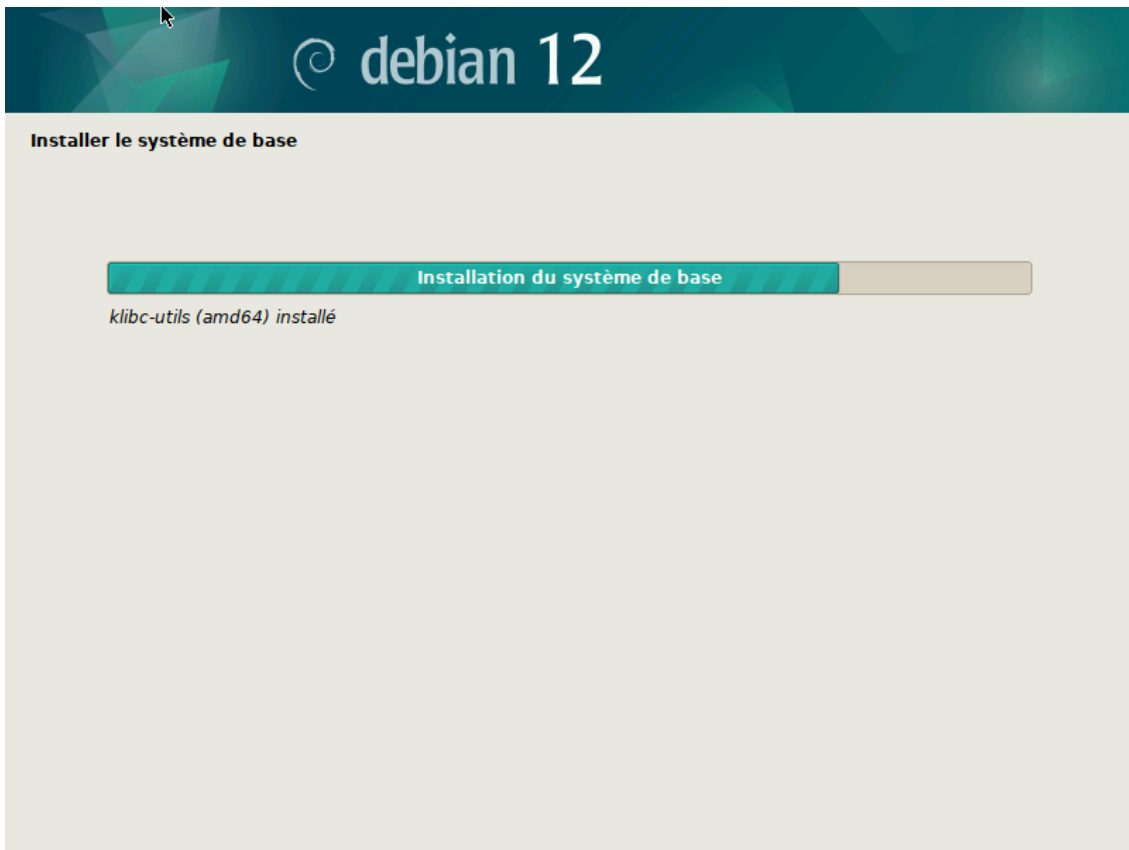 debian 12
Installer le système de base
Installation du système de base
klibc-utils (amd64) installé